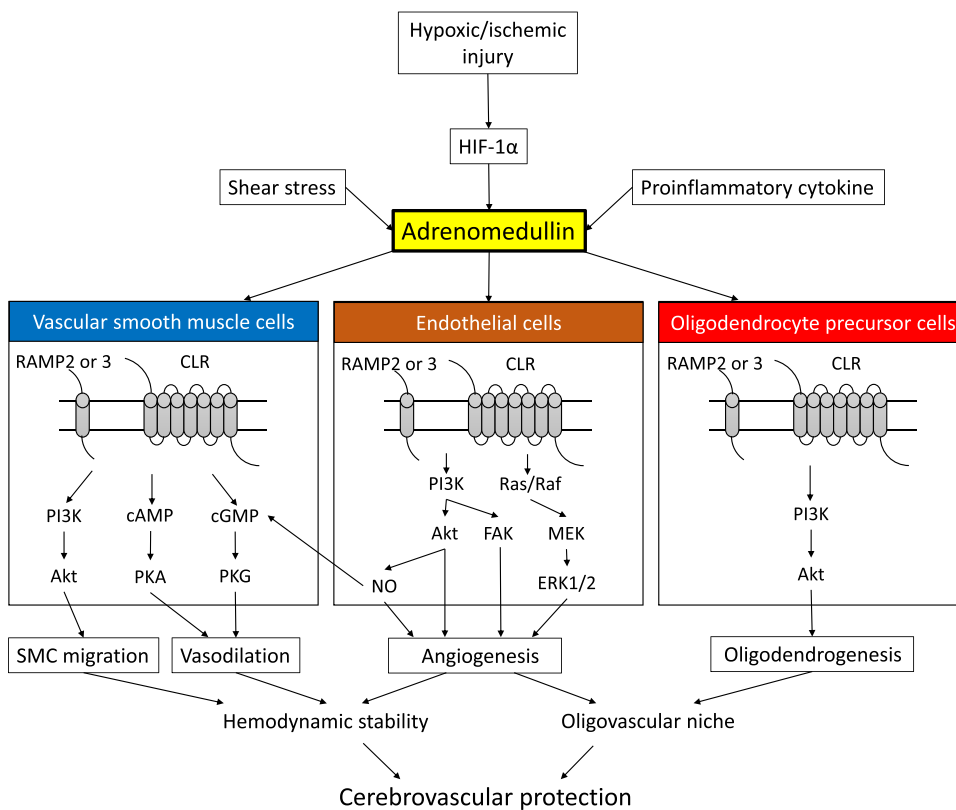 Hypoxic/ischemic
injury
HIF-1α
Shear stress
Proinflammatory cytokine
Adrenomedullin
Vascular smooth muscle cells
Endothelial cells
Oligodendrocyte precursor cells
RAMP2 or 3
CLR
RAMP2 or 3
CLR
RAMP2 or 3
CLR
PI3K
cAMP
cGMP
Akt
PKA
PKG
PI3K
Ras/Raf
Akt
FAK
MEK
NO
ERK1/2
PI3K
Akt
SMC migration
Vasodilation
Angiogenesis
Oligodendrogenesis
Hemodynamic stability
Oligovascular niche
Cerebrovascular protection